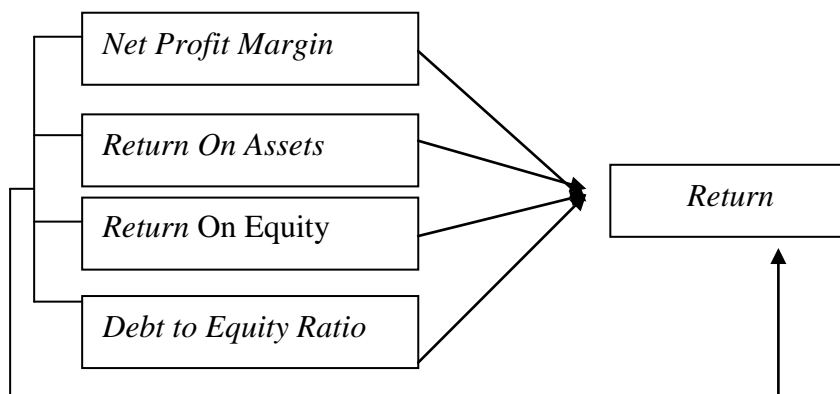 Net Profit Margin
Return On Assets
Return
Return On Equity
Debt to Equity Ratio